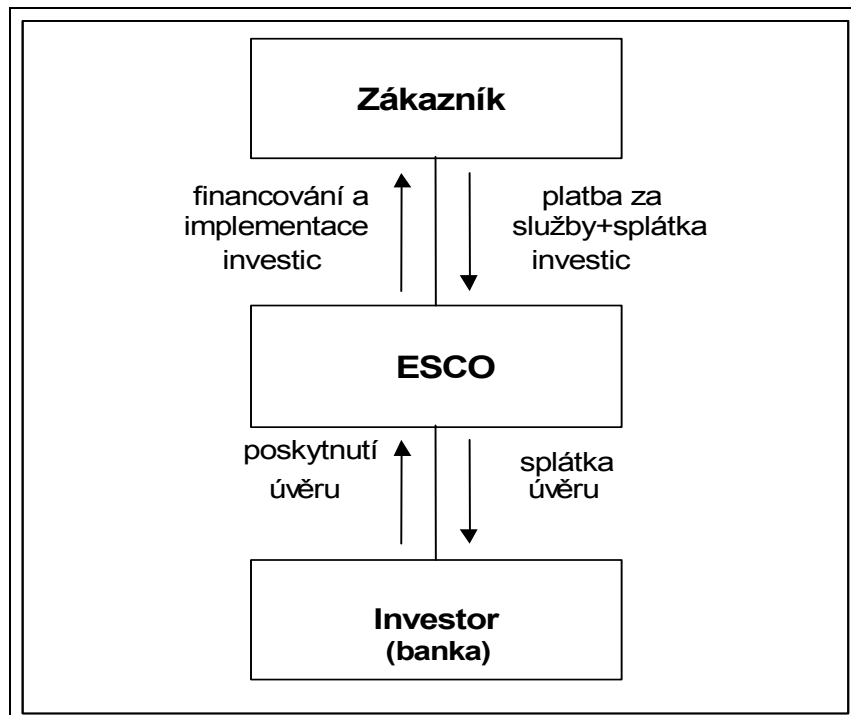 Zákazník
financování a
implementace
investic
platba za
služby+splátka
investic
ESCO
poskytnutí
úvěru
splátka
úvěru
Investor
(banka)